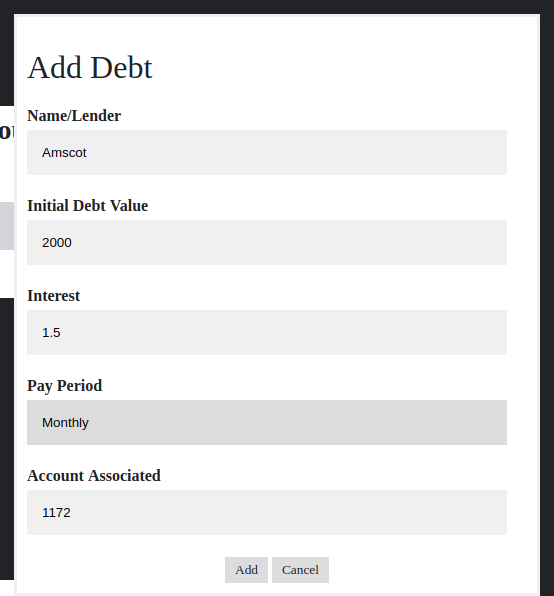 Add Debt
Name/Lender
Amscot
Initial Debt Value
2000
Interest
1.5
Pay Period
Monthly
Account Associated
1172
Add Cancel